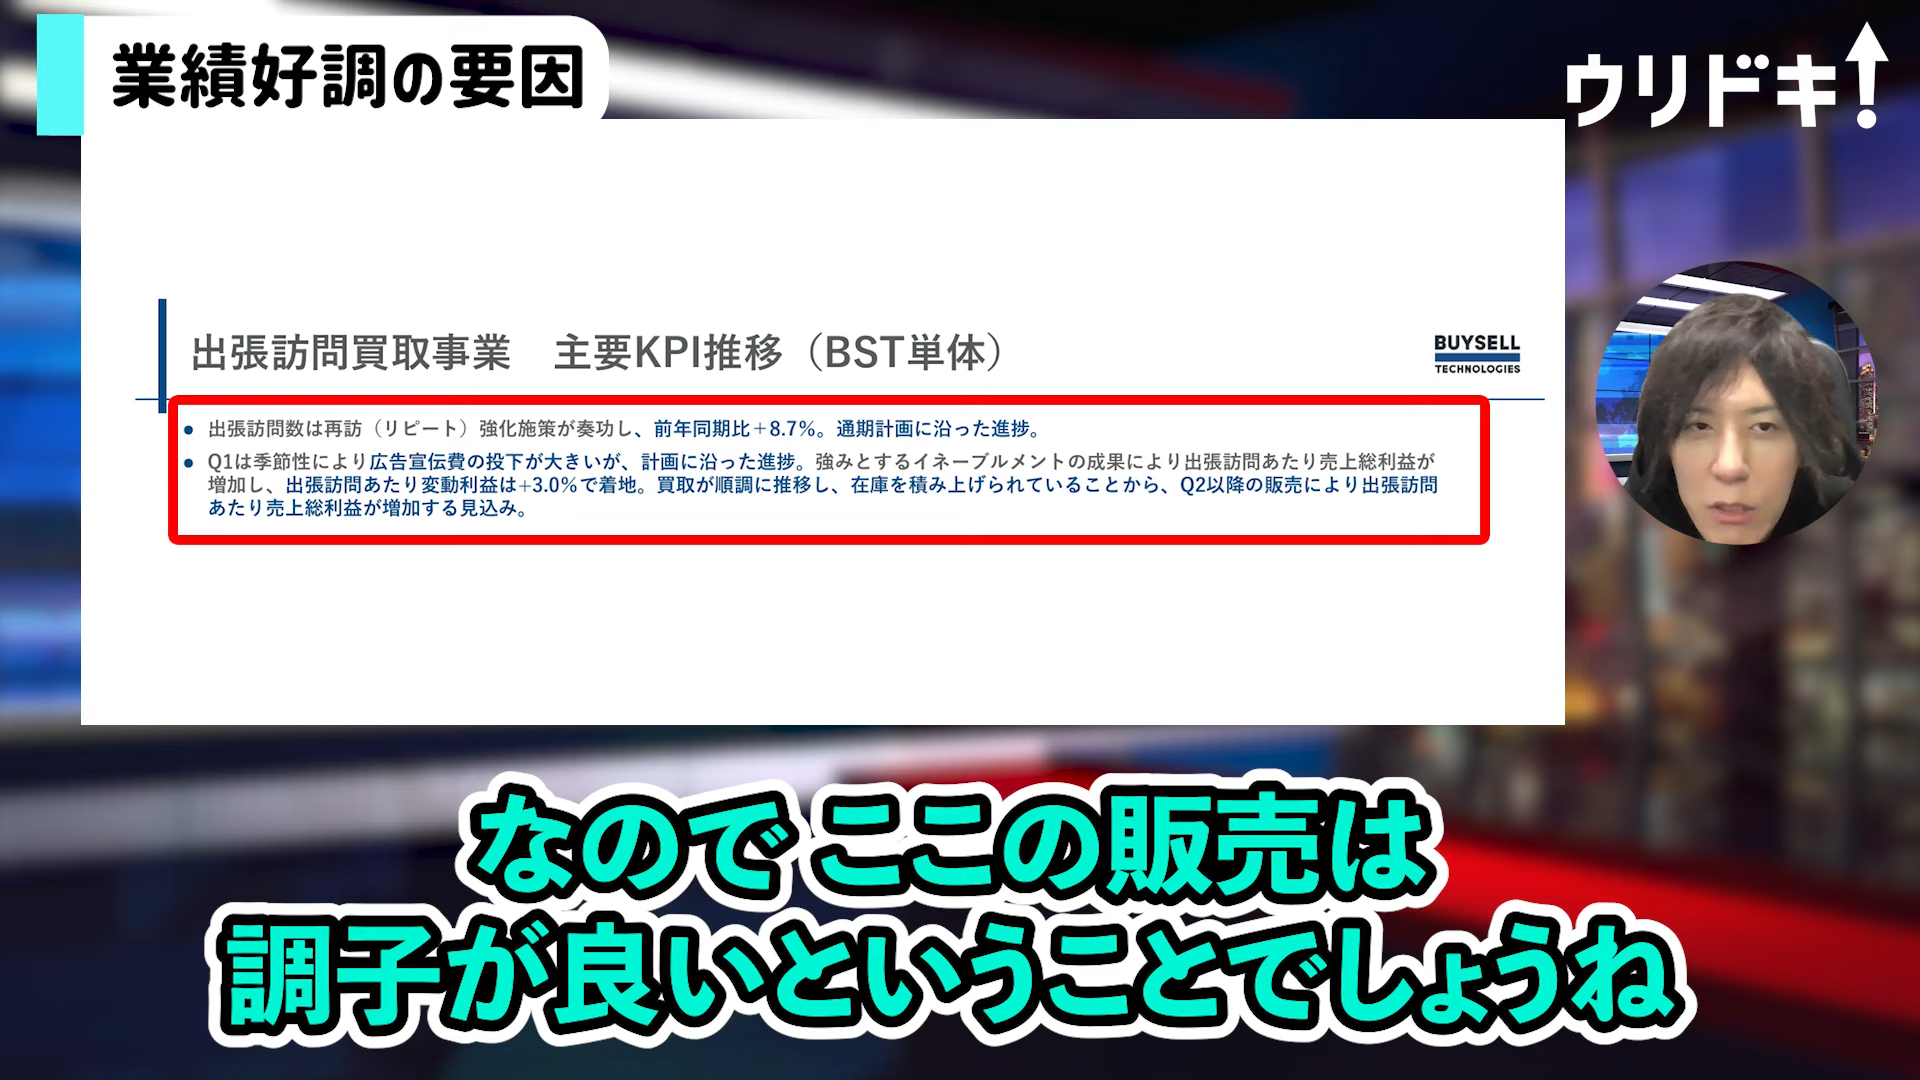 業績好調の要因
ウリドキ!
出張訪問買取事業 主要KPI推移（BST単体）
BUYSELL
TECHNOLOGIES
● 出張訪問数は再訪（リピート）強化施策が奏功し、前年同期比＋8.7％。通期計画に沿った進捗。
● Q1は季節性により広告宣伝費の投下が大きいが、計画に沿った進捗。強みとするイネーブルメントの成果により出張訪問あたり売上総利益が
増加し、出張訪問あたり変動利益は+3.0％で着地。買取が順調に推移し、在庫を積み上げられていることから、Q2以降の販売により出張訪問
あたり売上総利益が増加する見込み。
なので ここの販売は
調子が良いということでしょうね